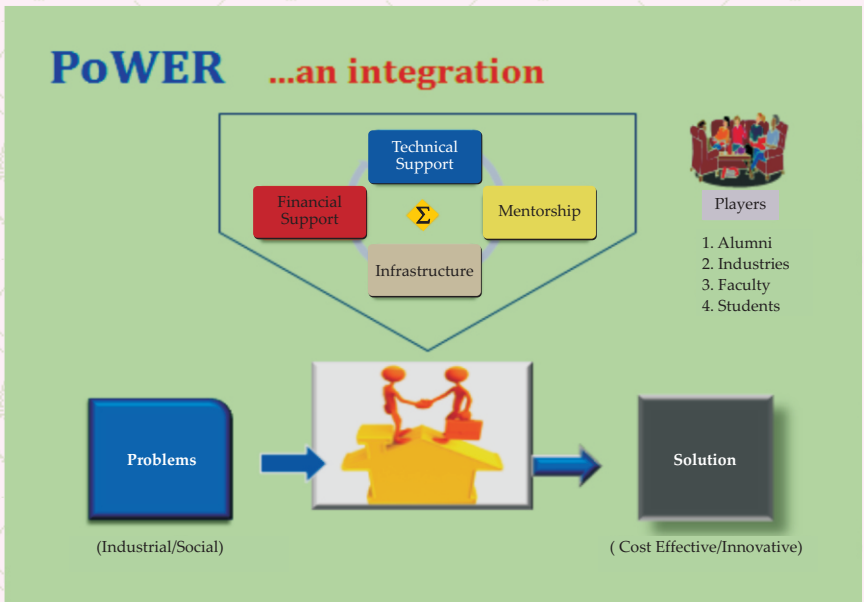 PoWER ...an integration
Technical
Support
Financial
Support
Σ
Mentorship
Infrastructure
Players
1. Alumni
2. Industries
3. Faculty
4. Students
Problems
Solution
(Industrial/Social)
( Cost Effective/Innovative)